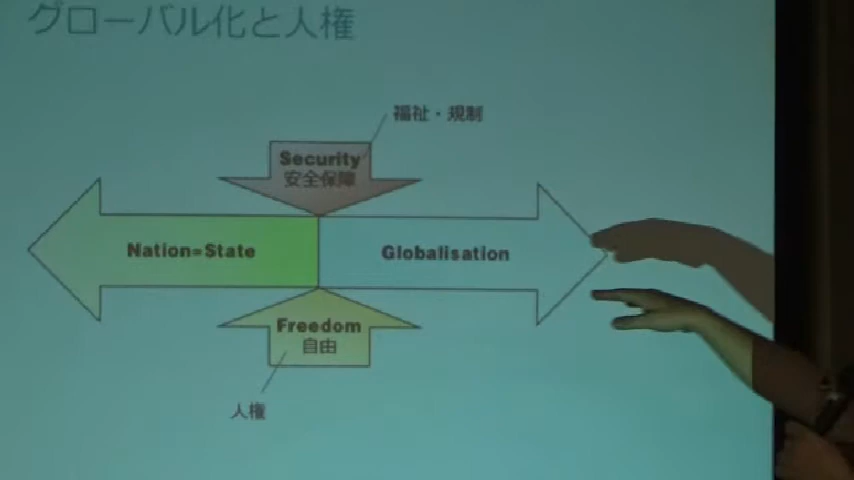 グローバル化と人権
福祉・規制
Security
安全保障
Nation=State
Globalisation
Freedom
自由
人権